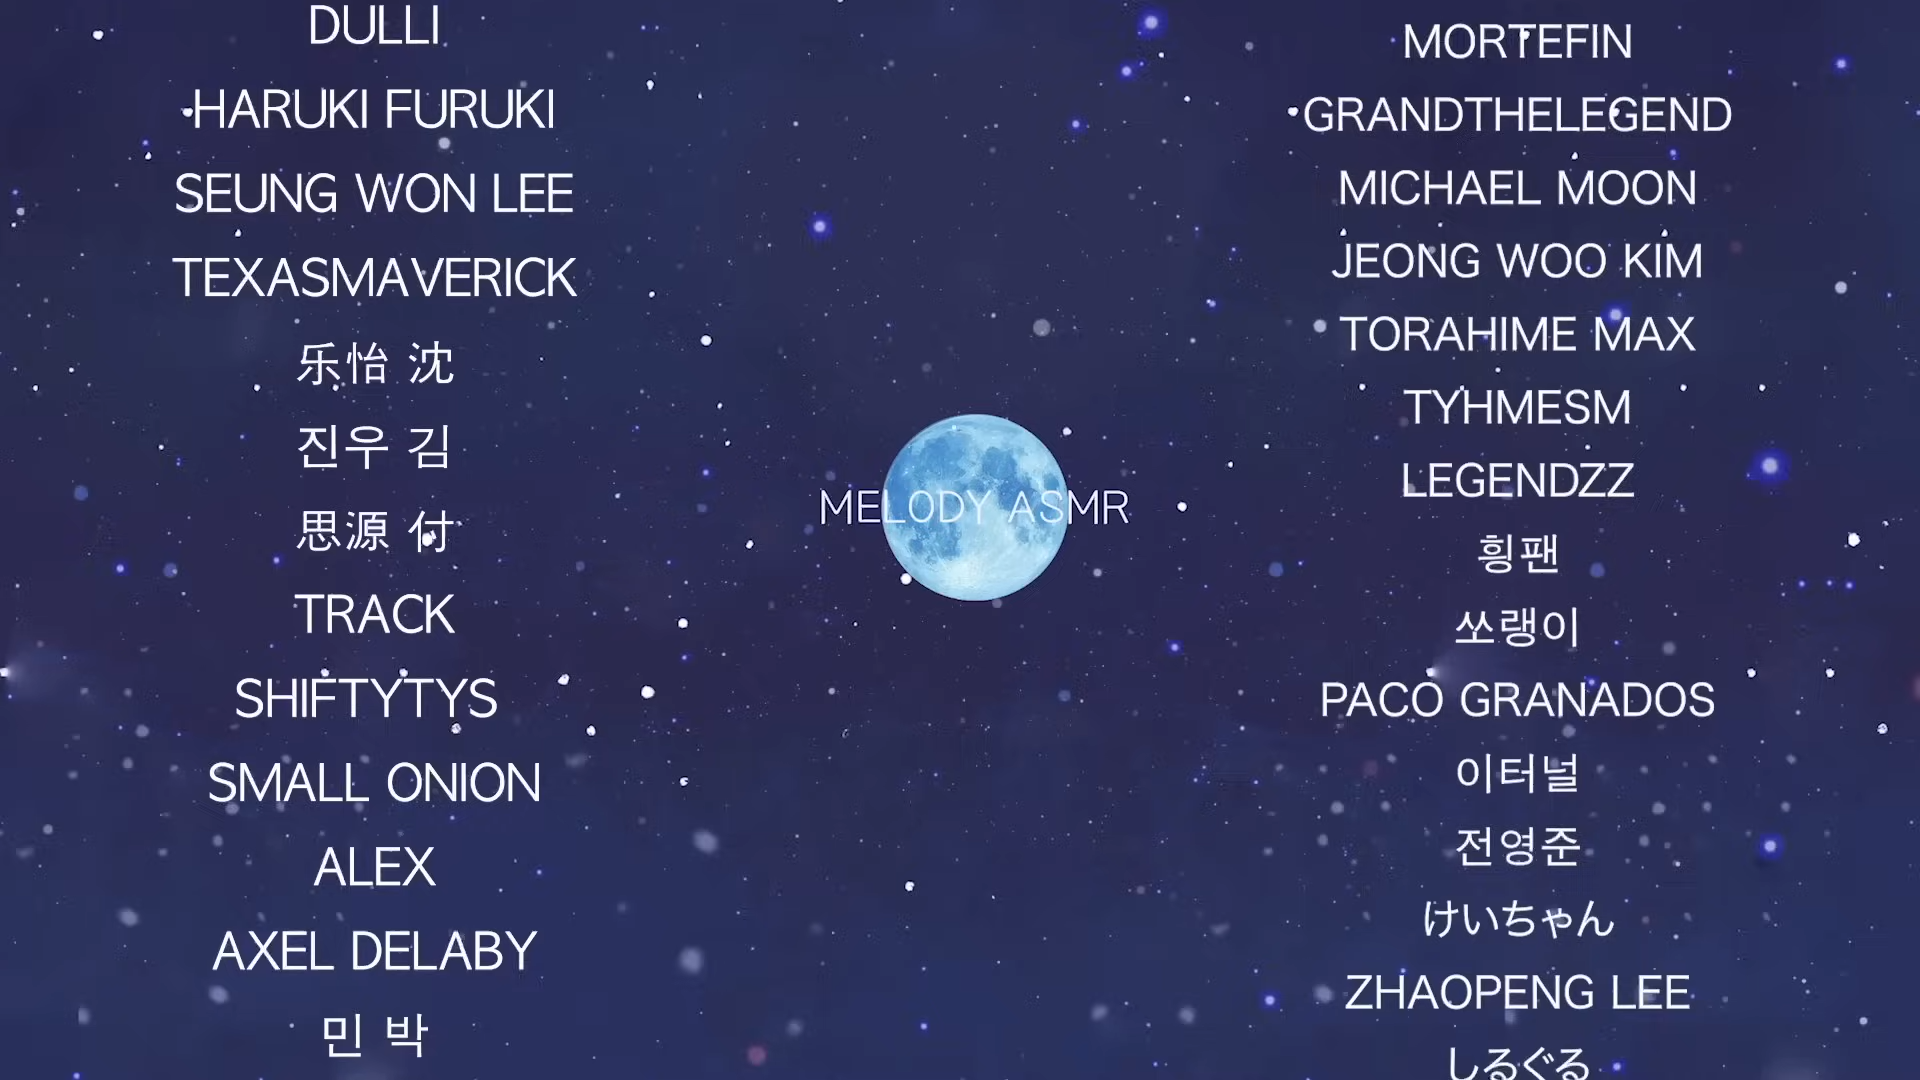 DULLI
HARUKI FURUKI
SEUNG WON LEE
TEXASMAVERICK
乐怡 沈
진우 김
思源 付
TRACK
SHIFTYTYS
SMALL ONION
ALEX
AXEL DELABY
민 박
MELODY ASMR
MORTEFIN
GRANDTHELEGEND
MICHAEL MOON
JEONG WOO KIM
TORAHIME MAX
TYHMESM
LEGENDZZ
흵팬
쏘랭이
PACO GRANADOS
이터널
전영준
けいちゃん
ZHAOPENG LEE
しるぐる